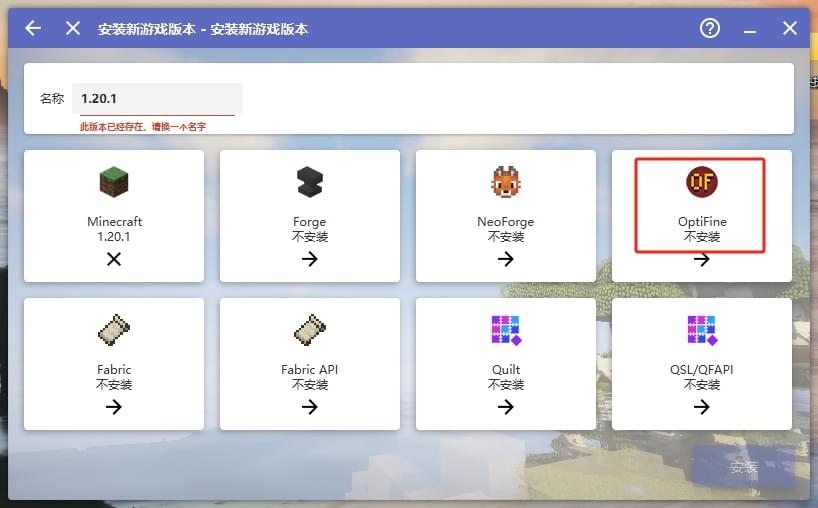 安装新游戏版本 - 安装新游戏版本
名称 1.20.1
此版本已经存在，请换一个名字
Minecraft
1.20.1
Forge
不安装
NeoForge
不安装
OF
OptiFine
不安装
Fabric
不安装
Fabric API
不安装
Quilt
不安装
QSL/QFAPI
不安装
安装